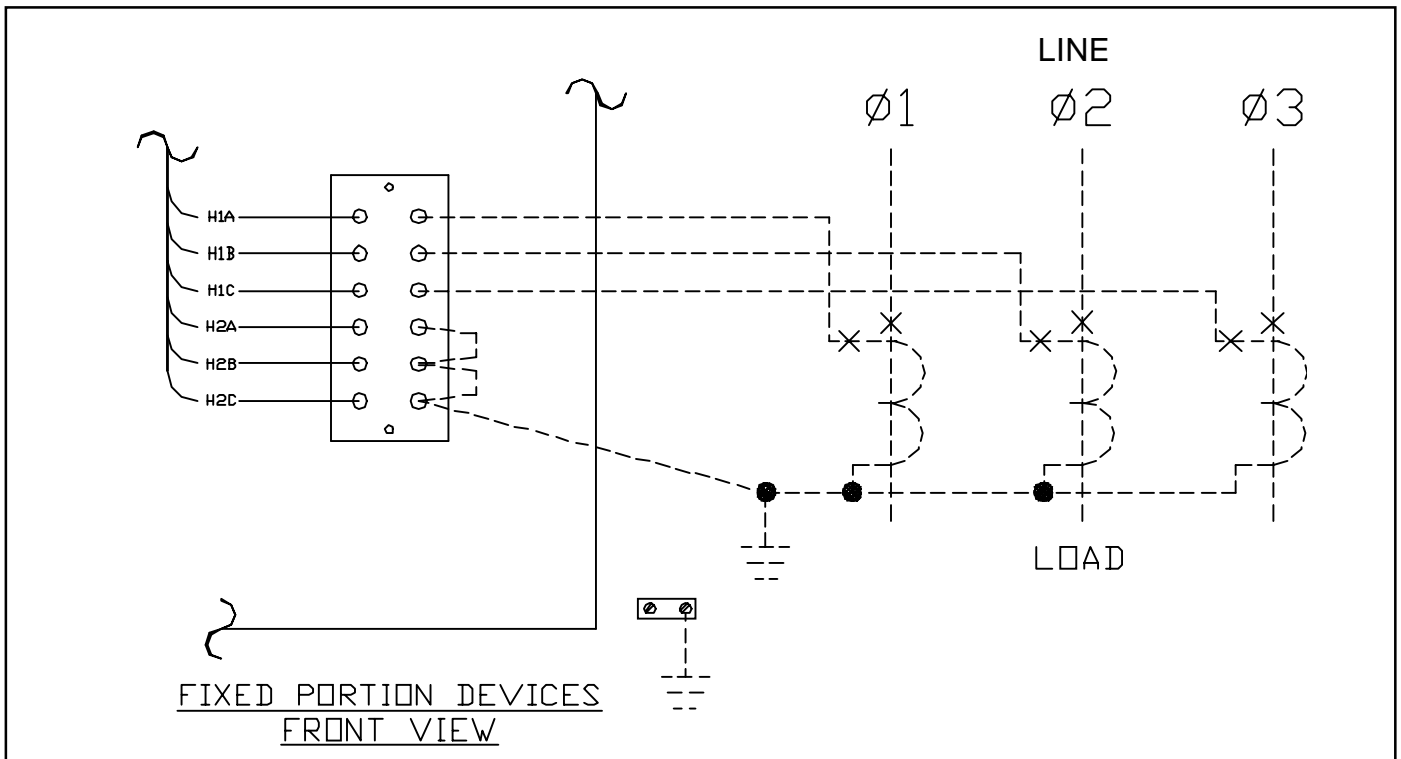 LINE
Ø1 Ø2 Ø3
H1A
H1B
H1C
H2A
H2B
H2C
LOAD
FIXED PORTION DEVICES
FRONT VIEW